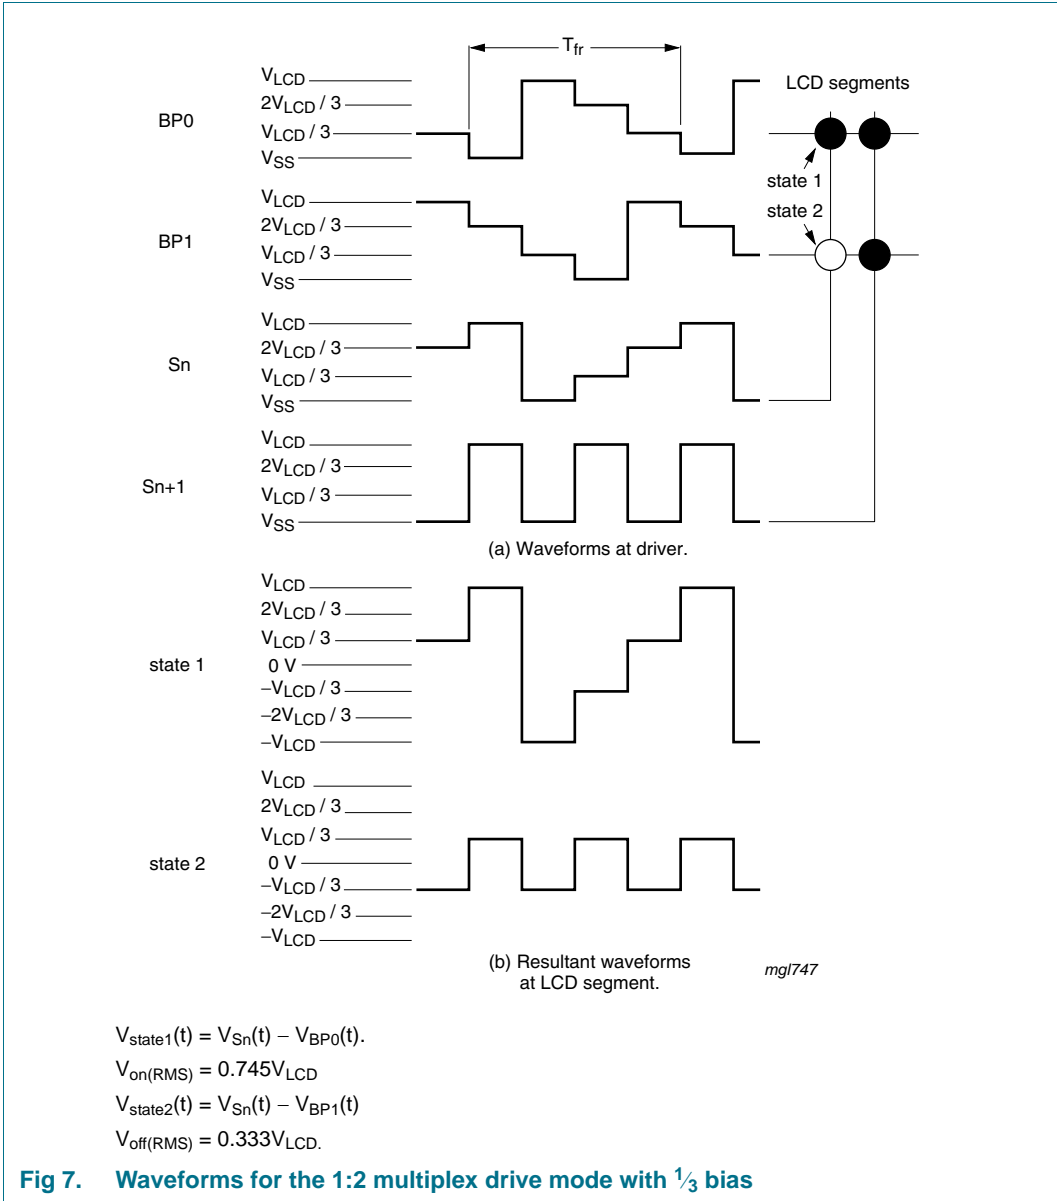 Tfr
VLCD
2VLCD / 3
BP0
VLCD / 3
VSS
LCD segments
state 1
state 2
VLCD
2VLCD / 3
BP1
VLCD / 3
VSS
VLCD
2VLCD / 3
Sn
VLCD / 3
VSS
VLCD
2VLCD / 3
Sn+1
VLCD / 3
VSS
(a) Waveforms at driver.
VLCD
2VLCD / 3
VLCD / 3
state 1
0 V
−VLCD / 3
−2VLCD / 3
−VLCD
VLCD
2VLCD / 3
VLCD / 3
state 2
0 V
−VLCD / 3
−2VLCD / 3
−VLCD
(b) Resultant waveforms
at LCD segment.
mgl747
Vstate1(t) = VSn(t) − VBP0(t).
Von(RMS) = 0.745VLCD
Vstate2(t) = VSn(t) − VBP1(t)
Voff(RMS) = 0.333VLCD.
Fig 7. Waveforms for the 1:2 multiplex drive mode with 1⁄3 bias